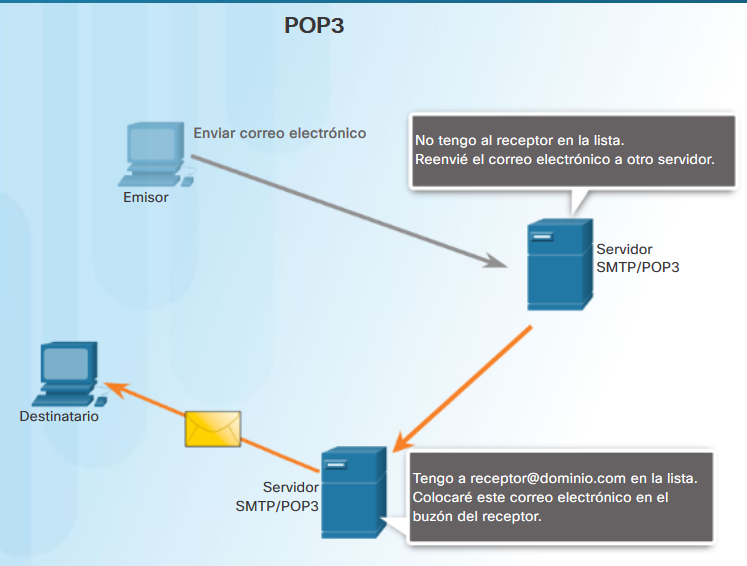 POP3
Enviar correo electrónico
No tengo al receptor en la lista.
Reenvié el correo electrónico a otro servidor.
Emisor
Servidor
SMTP/POP3
Destinatario
Servidor
SMTP/POP3
Tengo a receptor@dominio.com en la lista.
Colocaré este correo electrónico en el
buzón del receptor.